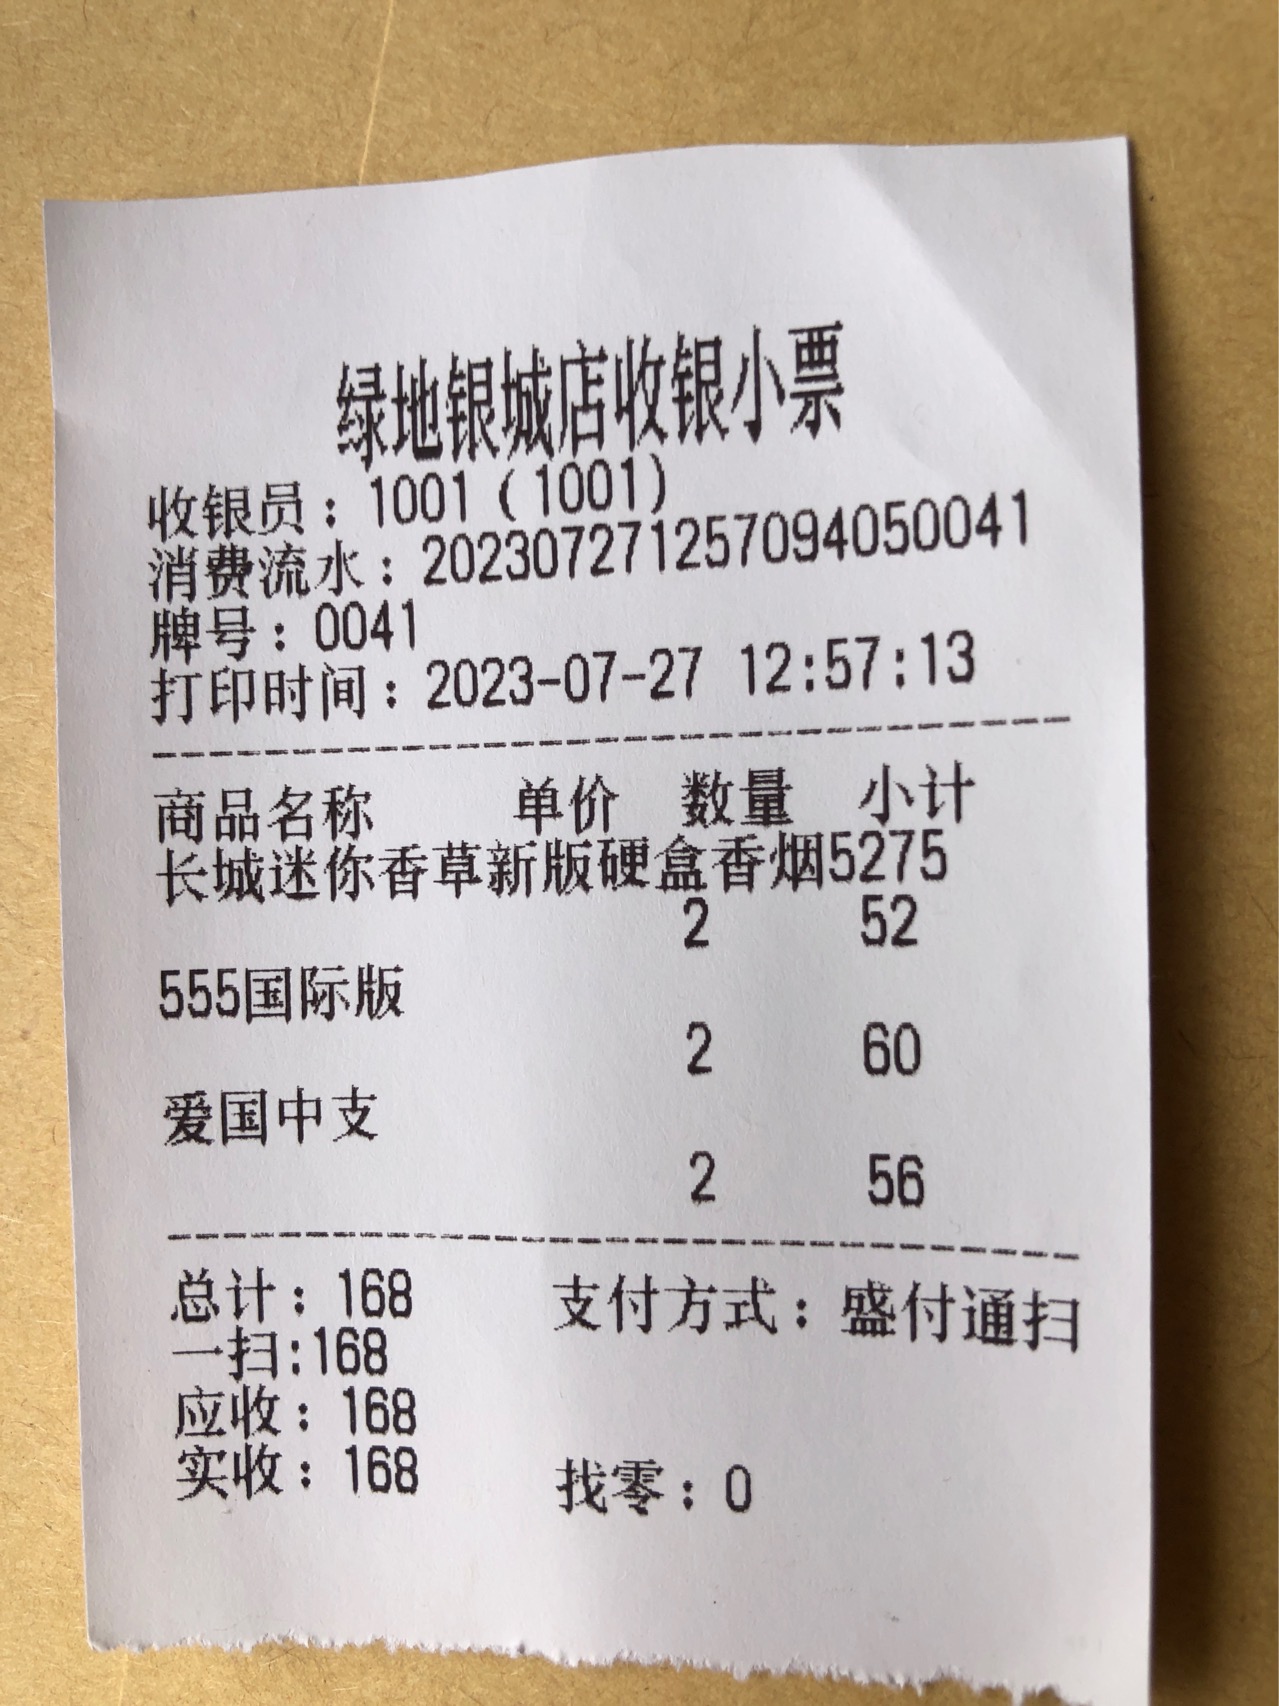 绿地银城店收银小票
收银员：1001（1001）
消费流水：202307271257094050041
牌号：0041
打印时间：2023-07-27 12:57:13
商品名称 单价 数量 小计
长城迷你香草新版硬盒香烟5275
2 52
555国际版
2 60
爱国中支
2 56
总计：168 支付方式：盛付通扫
一扫:168
应收：168
实收：168 找零：0